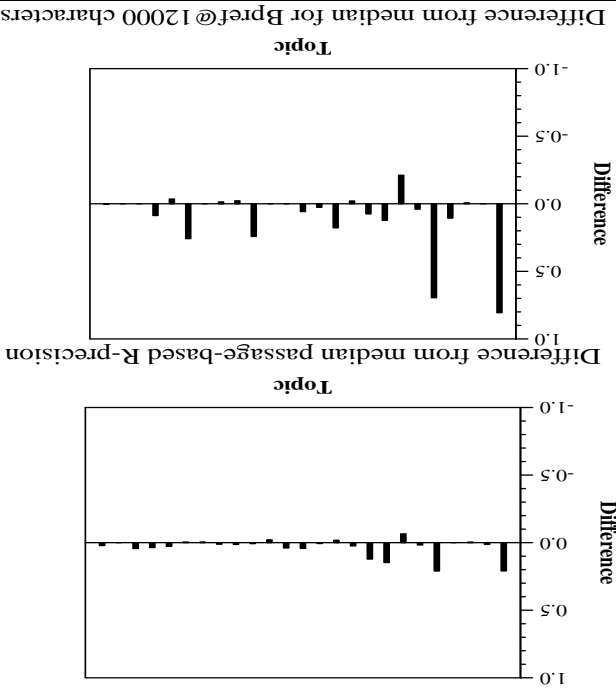 1.0
0.5
Difference
0.0
-0.5
-1.0
Topic
Difference from median passage-based R-precision
1.0
0.5
Difference
0.0
-0.5
-1.0
Topic
Difference from median for Bpref@12000 characters